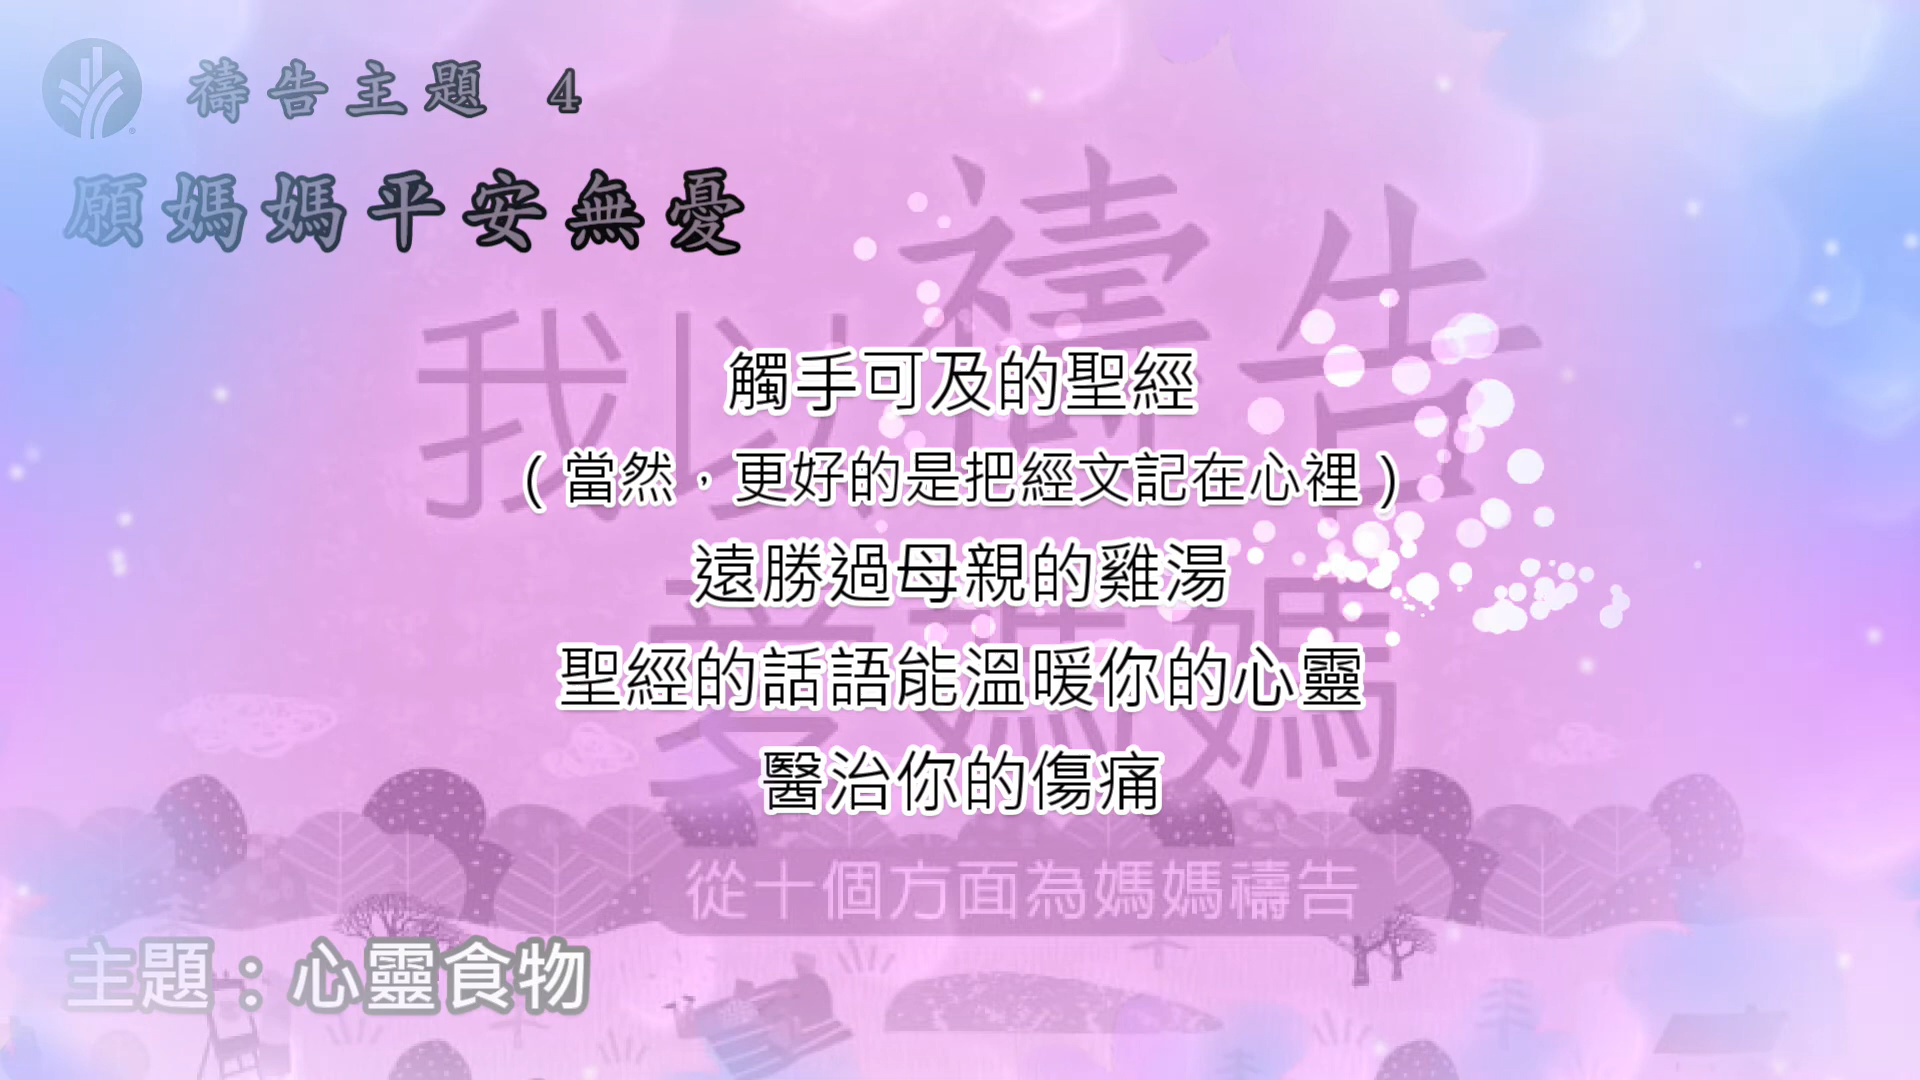 禱告主題 4
願媽媽平安無憂
我以禱告
愛媽媽
觸手可及的聖經
（當然，更好的是把經文記在心裡）
遠勝過母親的雞湯
聖經的話語能溫暖你的心靈
醫治你的傷痛
從十個方面為媽媽禱告
主題：心靈食物